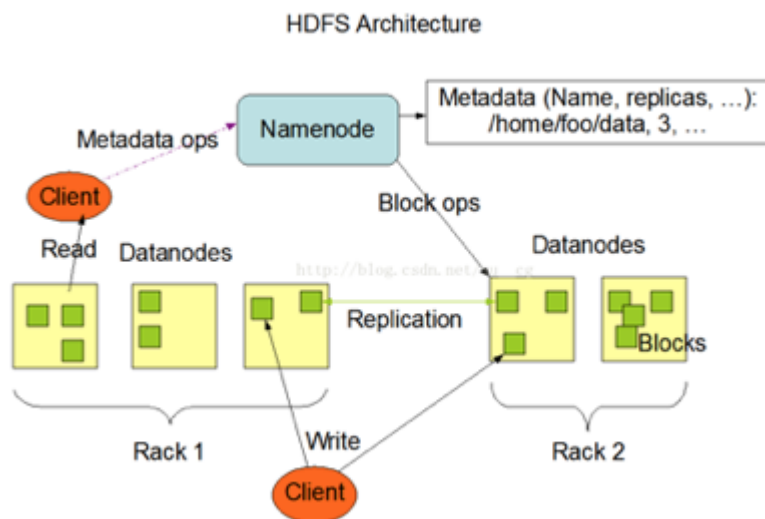 HDFS Architecture
Metadata (Name, replicas, ...):
/home/foo/data, 3, ...
Namenode
Metadata ops
Client
Block ops
Read
Datanodes
Datanodes
Replication
Blocks
Rack 1
Write
Rack 2
Client